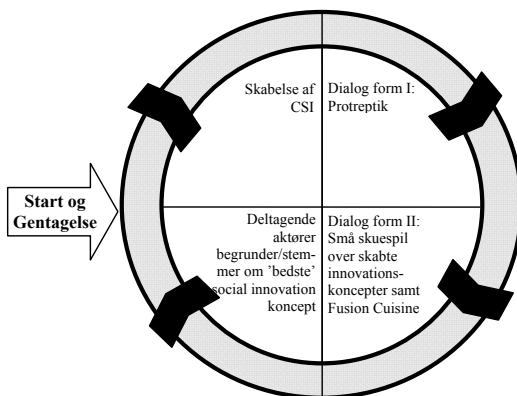 Skabelse af
CSI
Dialog form I:
Protreptik
Start og
Gentagelse
Deltagende
aktører
begrunder/stem-
mer om ’bedste’
social innovation
koncept
Dialog form II:
Små skuespil
over skabte
innovations-
koncepter samt
Fusion Cuisine